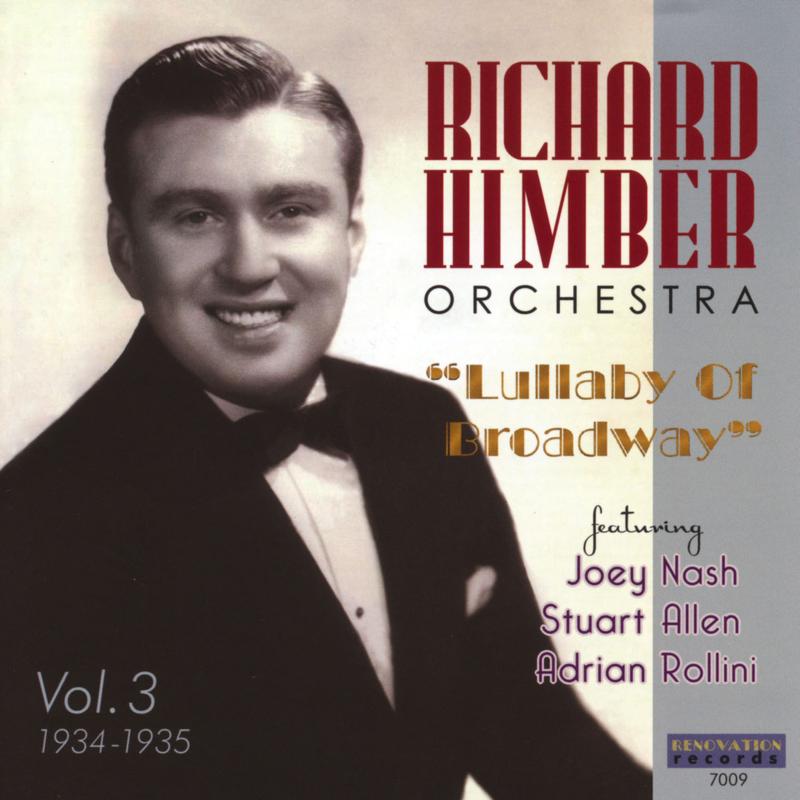 RICHARD
HIMBER
ORCHESTRA
“Lullaby Of
Broadway”
featuring
Joey Nash
Stuart Allen
Adrian Rollini
Vol. 3
1934-1935
RENOVATION
records
7009